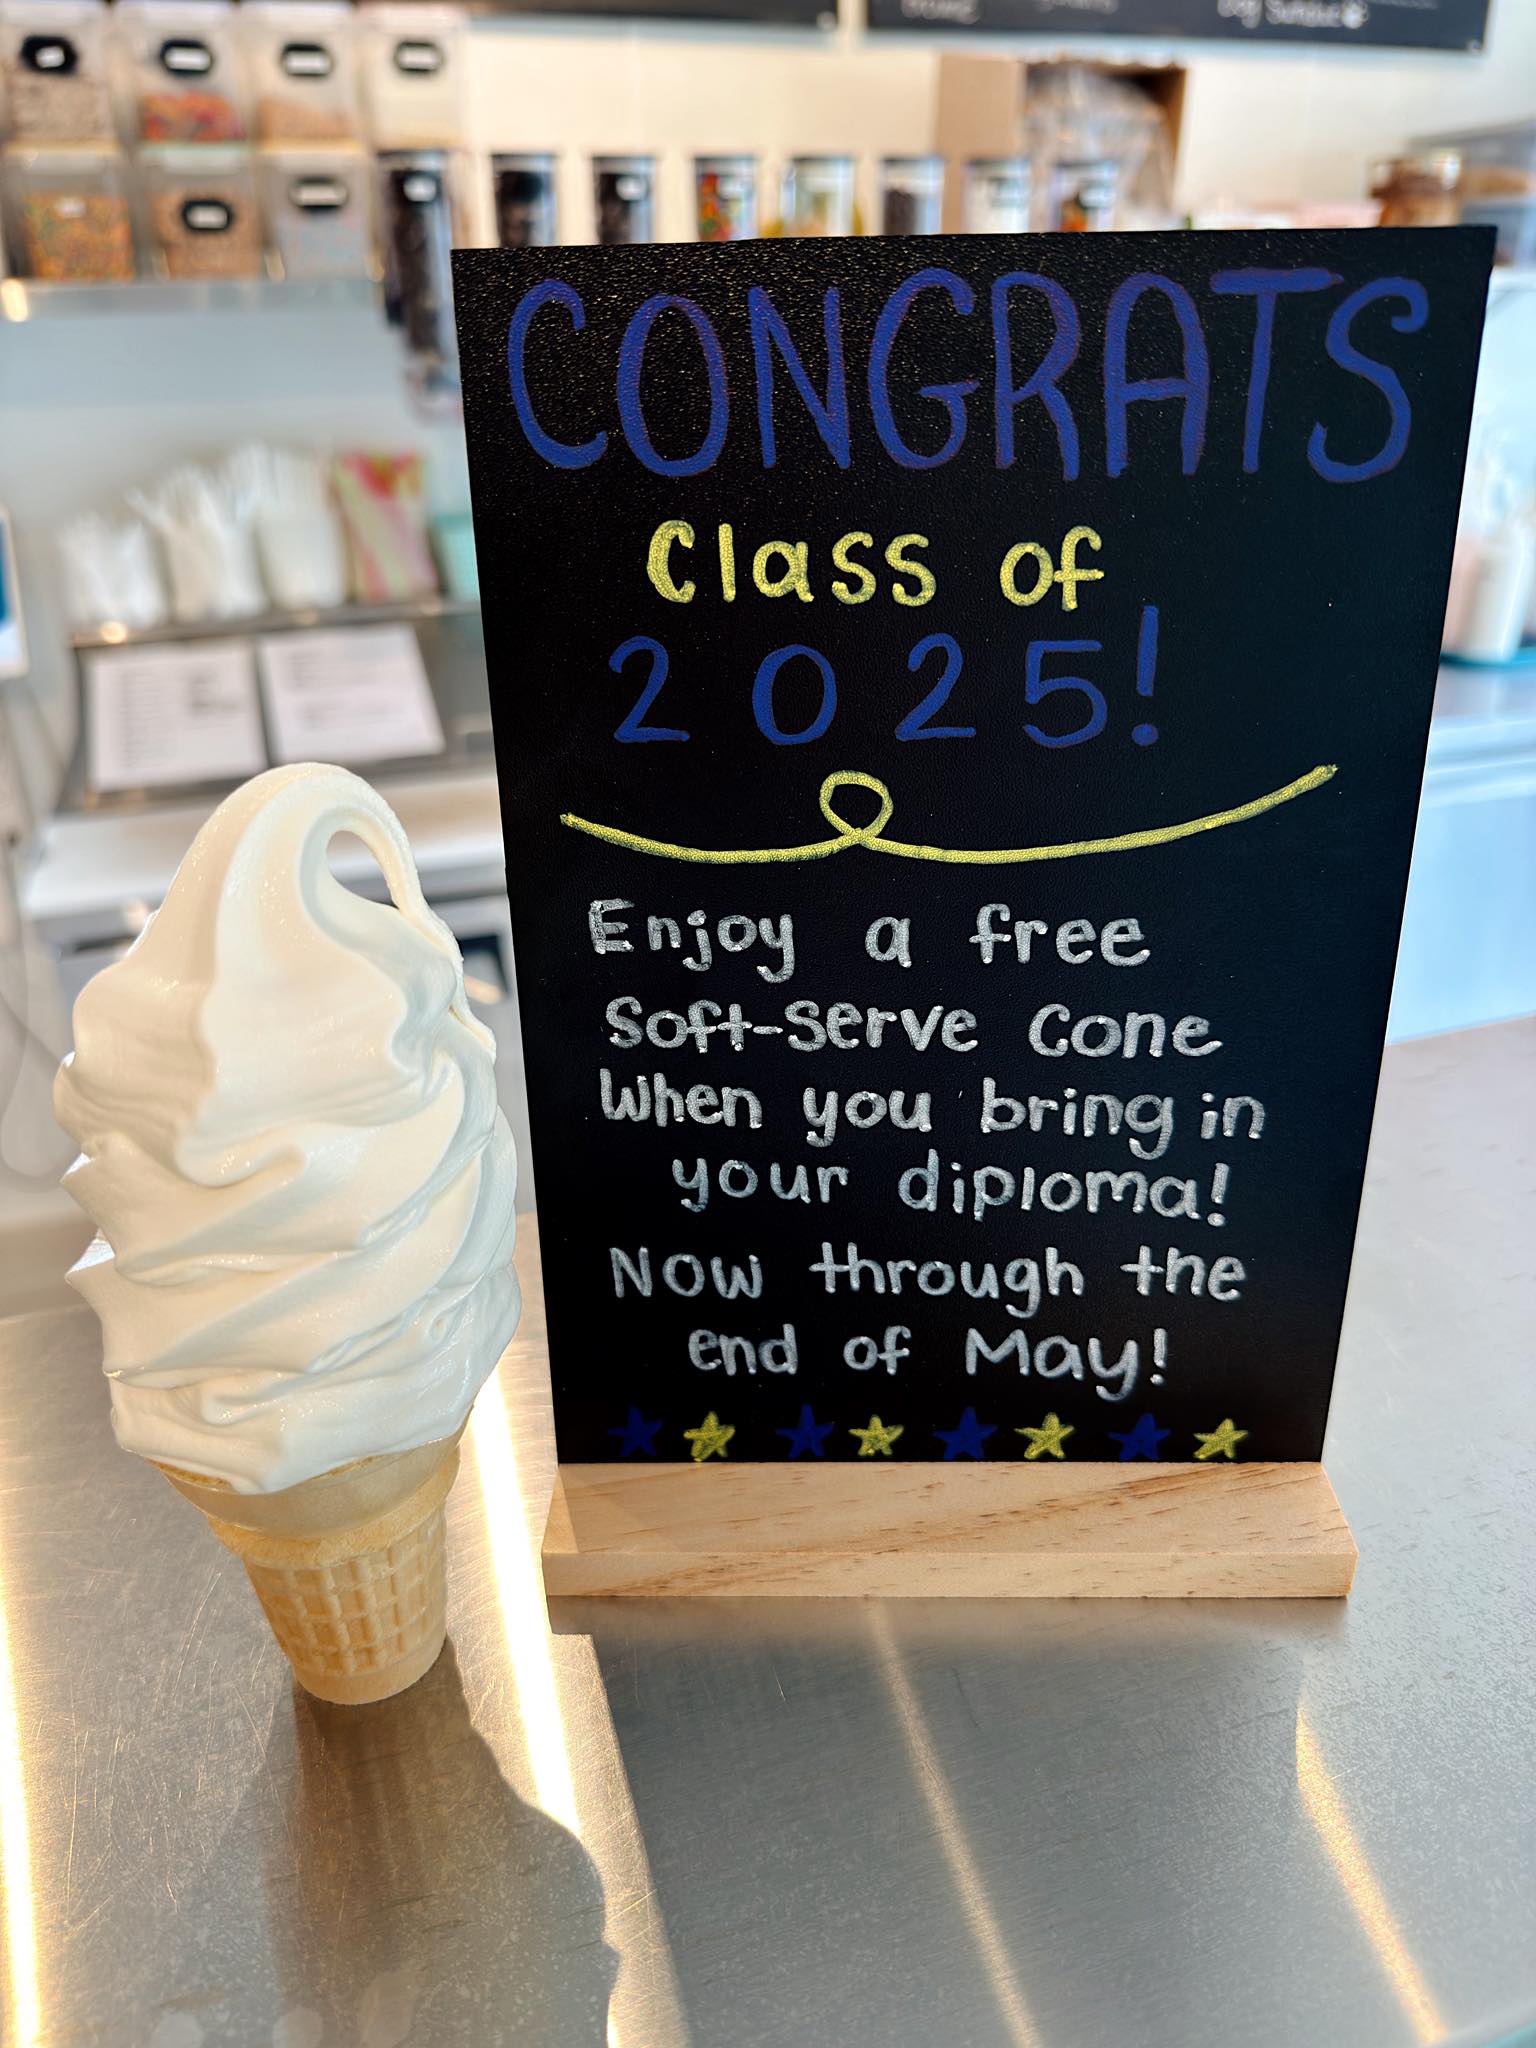 CONGRATS
Class of
2025!
Enjoy a free
Soft-Serve Cone
When you bring in
your diploma!
Now through the
end of May!